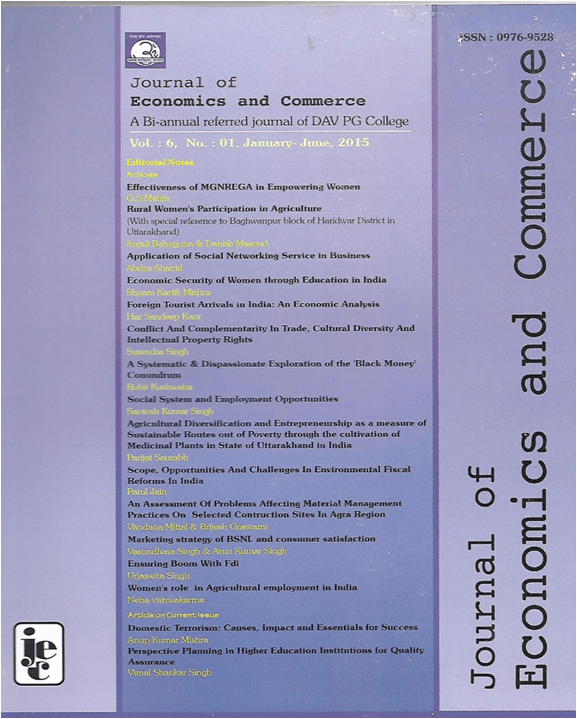 ISSN : 0976-9528
Journal of
Economics and Commerce
A Bi-annual referred journal of DAV PG College
Vol. : 6, No. : 01, January- June, 2015
Editorial Notes
Articles
Effectiveness of MGNREGA in Empowering Women
G.S.Mehta
Rural Women's Participation in Agriculture
(With special reference to Baghwanpur block of Haridwar District in
Uttarakhand)
Anjali Bahuguna & Danish Masoud
Application of Social Networking Service in Business
Abdus Shahid
Economic Security of Women through Education in India
Shyam Kartik Mishra
Foreign Tourist Arrivals in India: An Economic Analysis
Har Sandeep Kaur
Conflict And Complementarity In Trade, Cultural Diversity And
Intellectual Property Rights
Surendra Singh
A Systematic & Dispassionate Exploration of the 'Black Money'
Conundrum
Rohit Kushwaha
Social System and Employment Opportunities
Santosh Kumar Singh
Agricultural Diversification and Entrepreneurship as a measure of
Sustainable Routes out of Poverty through the cultivation of
Medicinal Plants in State of Uttarakhand in India
Parijat Saurabh
Scope, Opportunities And Challenges In Environmental Fiscal
Reforms In India
Parul Jain
An Assessment Of Problems Affecting Material Management
Practices On Selected Contruction Sites In Agra Region
Vandana Mittal & Brijesh Goswami
Marketing strategy of BSNL and consumer satisfaction
Vasundhara Singh & Arun Kumar Singh
Ensuring Boom With Fdi
Urjaswita Singh
Women's role in Agricultural employment in India
Neha vishwakarma
Article on Current Issue
Domestic Terrorism: Causes, Impact and Essentials for Success
Anup Kumar Mishra
Perspective Planning in Higher Education Institutions for Quality
Assurance
Vimal Shankar Singh
jec
Journal of
Economics and Commerce